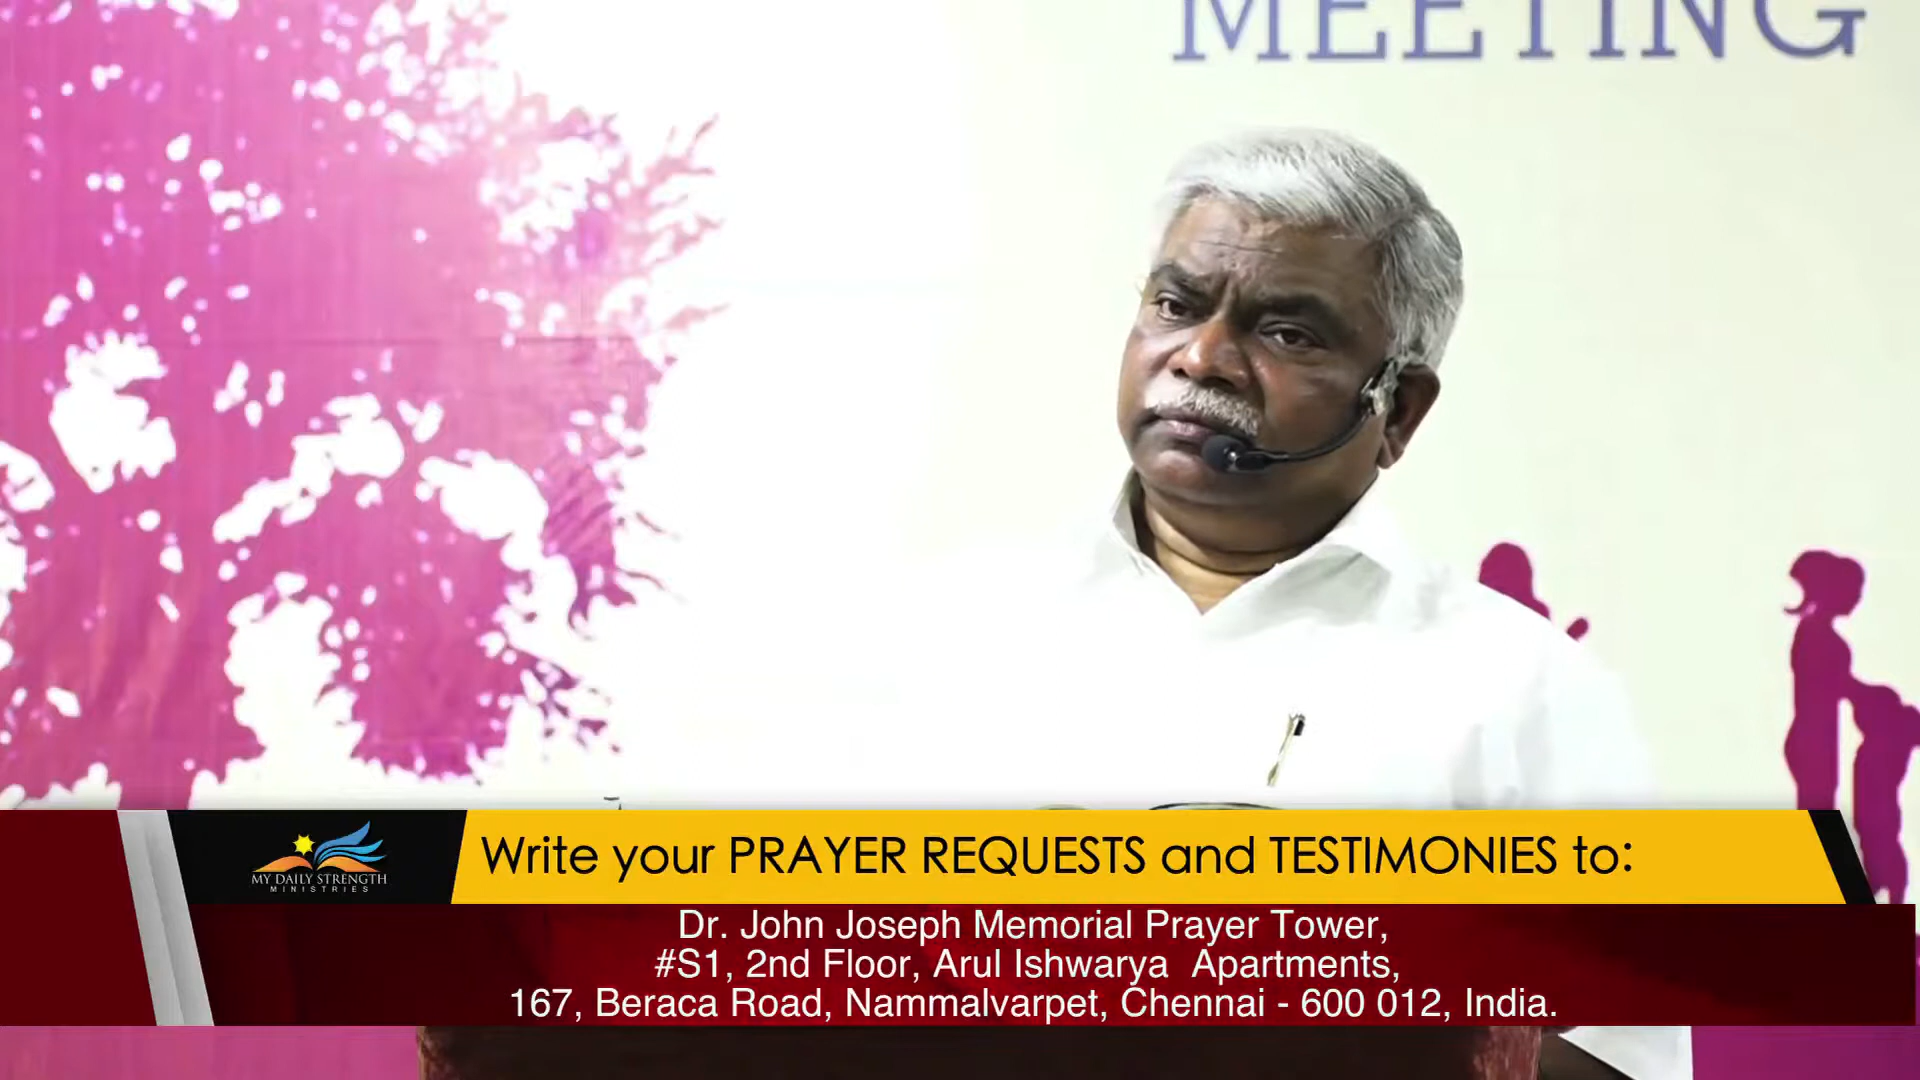 MEETING
MY DAILY STRENGTH
MINISTRIES
Write your PRAYER REQUESTS and TESTIMONIES to:
Dr. John Joseph Memorial Prayer Tower,
#S1, 2nd Floor, Arul Ishwarya Apartments,
167, Beraca Road, Nammalvarpet, Chennai - 600 012, India.